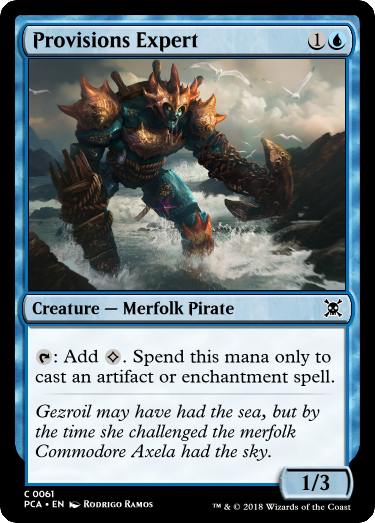 Provisions Expert 1
Creature — Merfolk Pirate
: Add . Spend this mana only to
cast an artifact or enchantment spell.
Gezroil may have had the sea, but by
the time she challenged the merfolk
Commodore Axela had the sky.
1/3
C 0061
PCA • EN Rodrigo Ramos
™ & © 2018 Wizards of the Coast